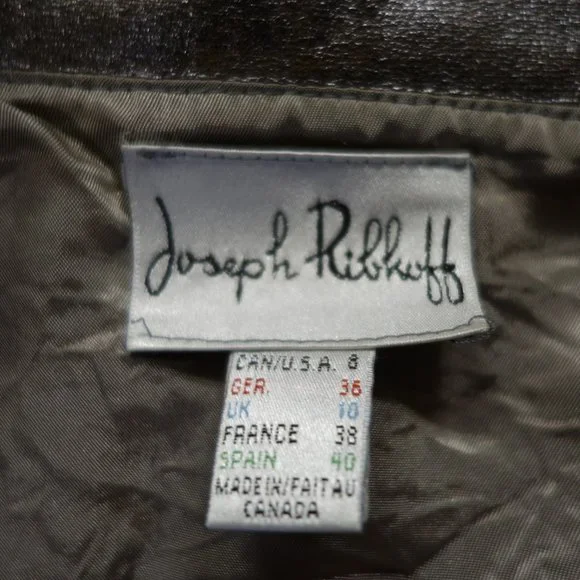 Joseph Ribkoff
CAN/U.S.A. 8
GER. 36
UK 10
FRANCE 38
SPAIN 40
MADE IN/FAIT AU
CANADA